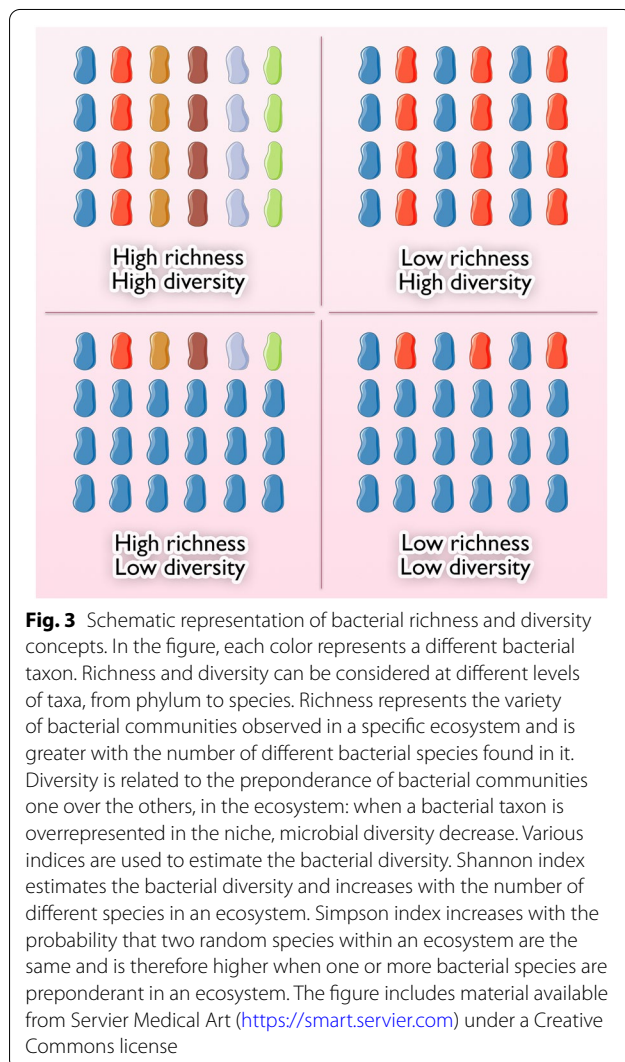 High richness
High diversity
Low richness
High diversity
High richness
Low diversity
Low richness
Low diversity
Fig. 3 Schematic representation of bacterial richness and diversity
concepts. In the figure, each color represents a different bacterial
taxon. Richness and diversity can be considered at different levels
of taxa, from phylum to species. Richness represents the variety
of bacterial communities observed in a specific ecosystem and is
greater with the number of different bacterial species found in it.
Diversity is related to the preponderance of bacterial communities
one over the others, in the ecosystem: when a bacterial taxon is
overrepresented in the niche, microbial diversity decrease. Various
indices are used to estimate the bacterial diversity. Shannon index
estimates the bacterial diversity and increases with the number of
different species in an ecosystem. Simpson index increases with the
probability that two random species within an ecosystem are the
same and is therefore higher when one or more bacterial species are
preponderant in an ecosystem. The figure includes material available
from Servier Medical Art (https://smart.servier.com) under a Creative
Commons license